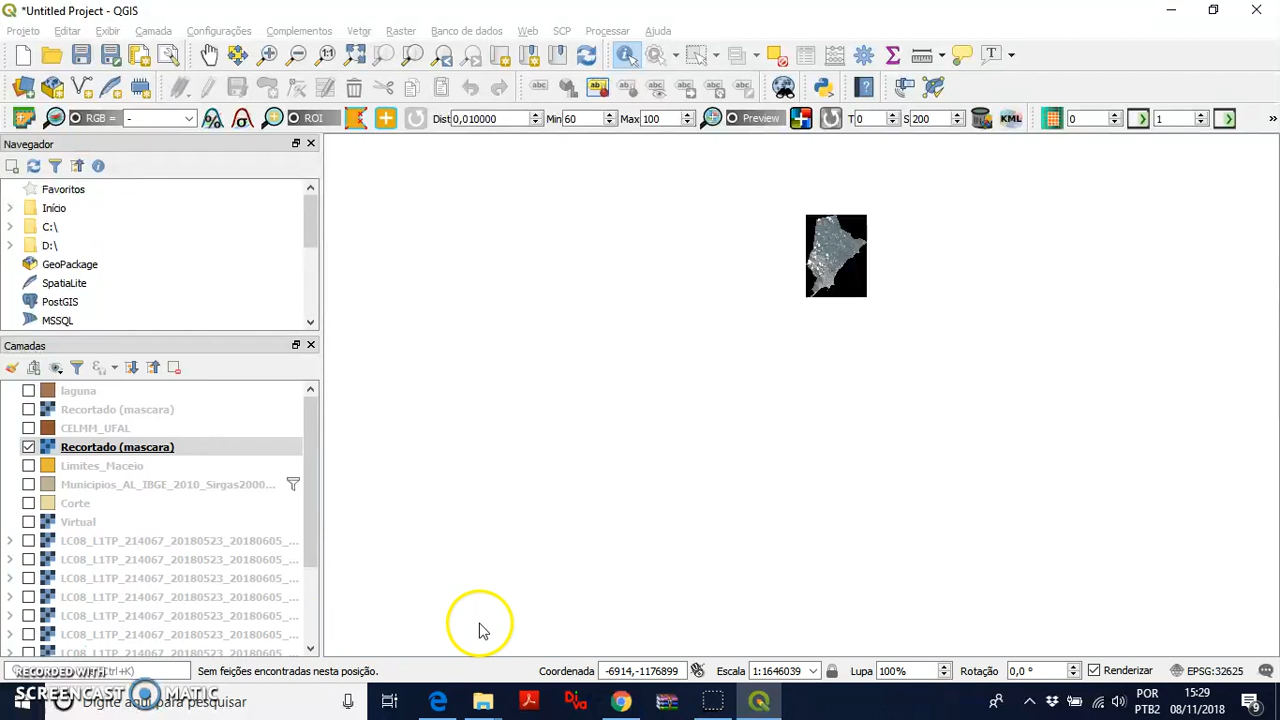 *Untitled Project - QGIS
Projeto Editar Exibir Camada Configurações Complementos Vetor Raster Banco de dados Web SCP Processar Ajuda
RGB = - ROI Dist 0,010000 Min 60 Max 100 Preview T 0 S 200 KML 0 1 »
Navegador
Favoritos
Início
C:\
D:\
GeoPackage
SpatiaLite
PostGIS
MSSQL
Camadas
laguna
Recortado (mascara)
CELMM_UFAL
Recortado (mascara)
Limites_Maceio
Municipios_AL_IBGE_2010_Sirgas2000...
Corte
Virtual
LC08_L1TP_214067_20180523_20180605_...
LC08_L1TP_214067_20180523_20180605_...
LC08_L1TP_214067_20180523_20180605_...
LC08_L1TP_214067_20180523_20180605_...
LC08_L1TP_214067_20180523_20180605_...
LC08_L1TP_214067_20180523_20180605_...
LC08_L1TP_214067_20180523_20180605_...
Ctrl+K) Sem feições encontradas nesta posição. Coordenada -6914,-1176899 Escala 1:1646039 Lupa 100% Rotação 0,0 ° Renderizar EPSG:32625
RECORDED WITH
SCREENCAST MATIC
Digite aqui para pesquisar
POR
PTB2
15:29
08/11/2018
9